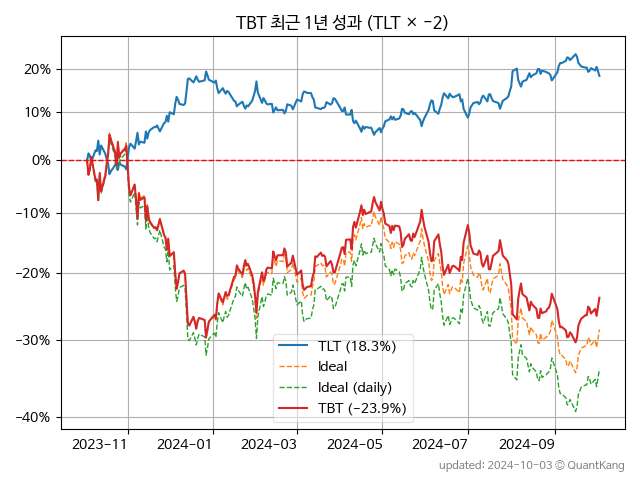 TBT 최근 1년 성과 (TLT × −2)
20%
10%
0%
−10%
−20%
−30%
−40%
TLT (18.3%)
Ideal
Ideal (daily)
TBT (−23.9%)
2023-11 2024-01 2024-03 2024-05 2024-07 2024-09
updated: 2024-10-03 © QuantKang